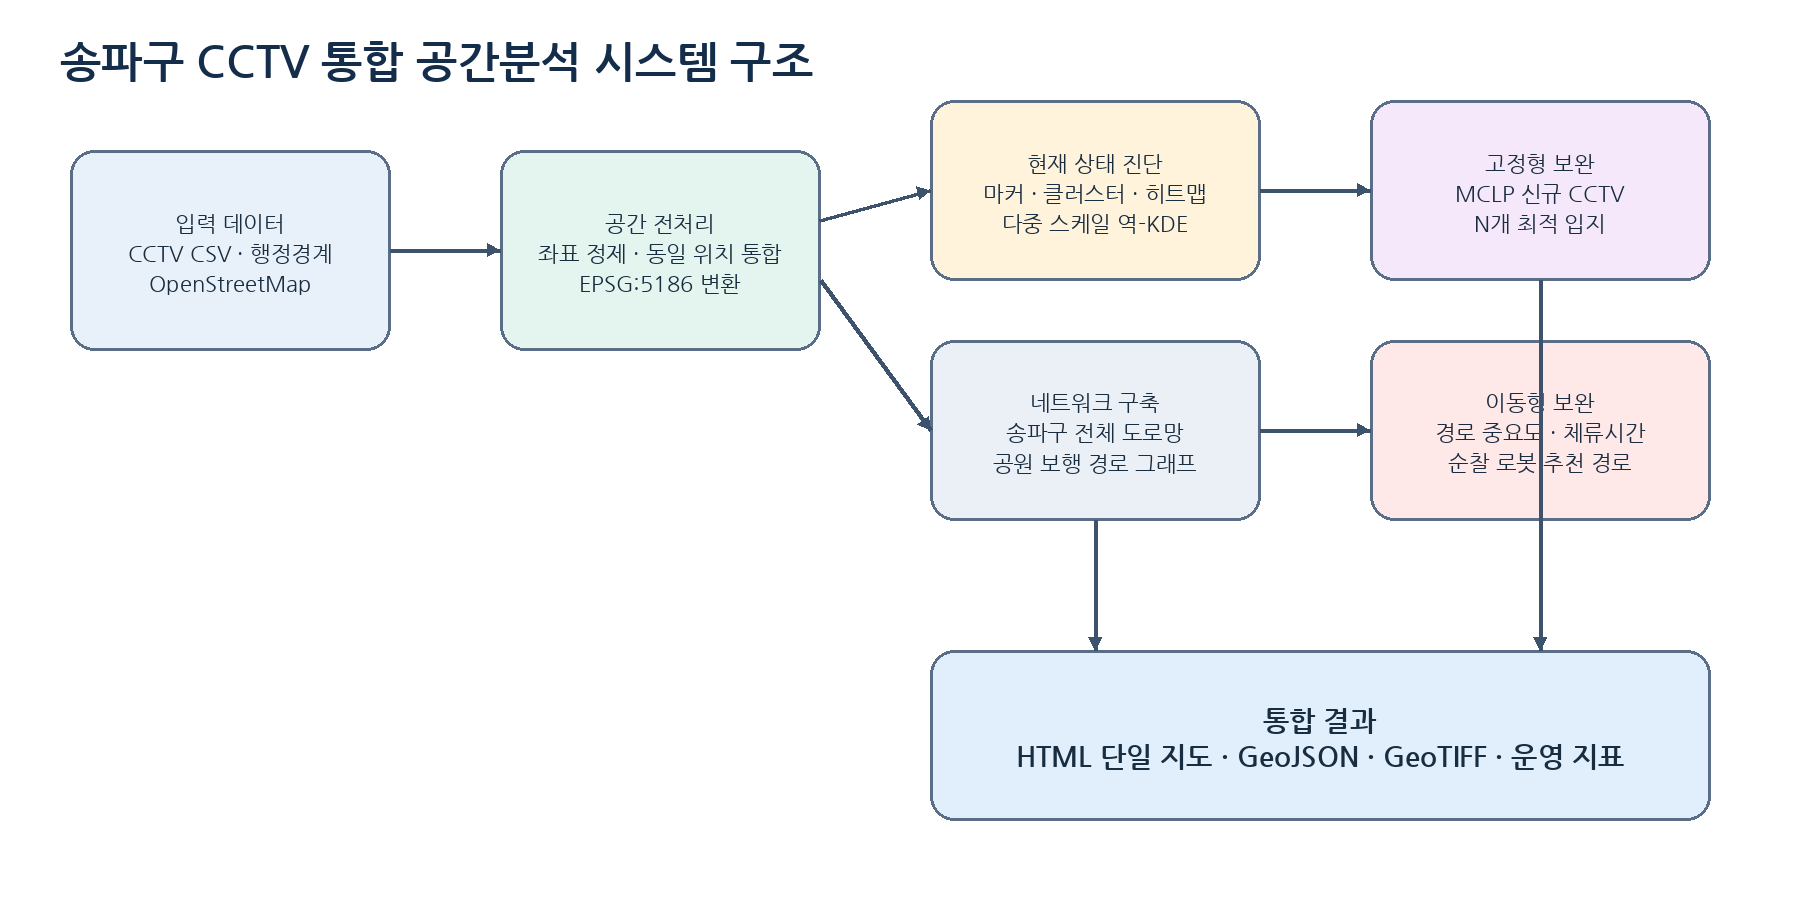 송파구 CCTV 통합 공간분석 시스템 구조
입력 데이터
CCTV CSV · 행정경계
OpenStreetMap
공간 전처리
좌표 정제 · 동일 위치 통합
EPSG:5186 변환
현재 상태 진단
마커 · 클러스터 · 히트맵
다중 스케일 역-KDE
고정형 보완
MCLP 신규 CCTV
N개 최적 입지
네트워크 구축
송파구 전체 도로망
공원 보행 경로 그래프
이동형 보완
경로 중요도 · 체류시간
순찰 로봇 추천 경로
통합 결과
HTML 단일 지도 · GeoJSON · GeoTIFF · 운영 지표